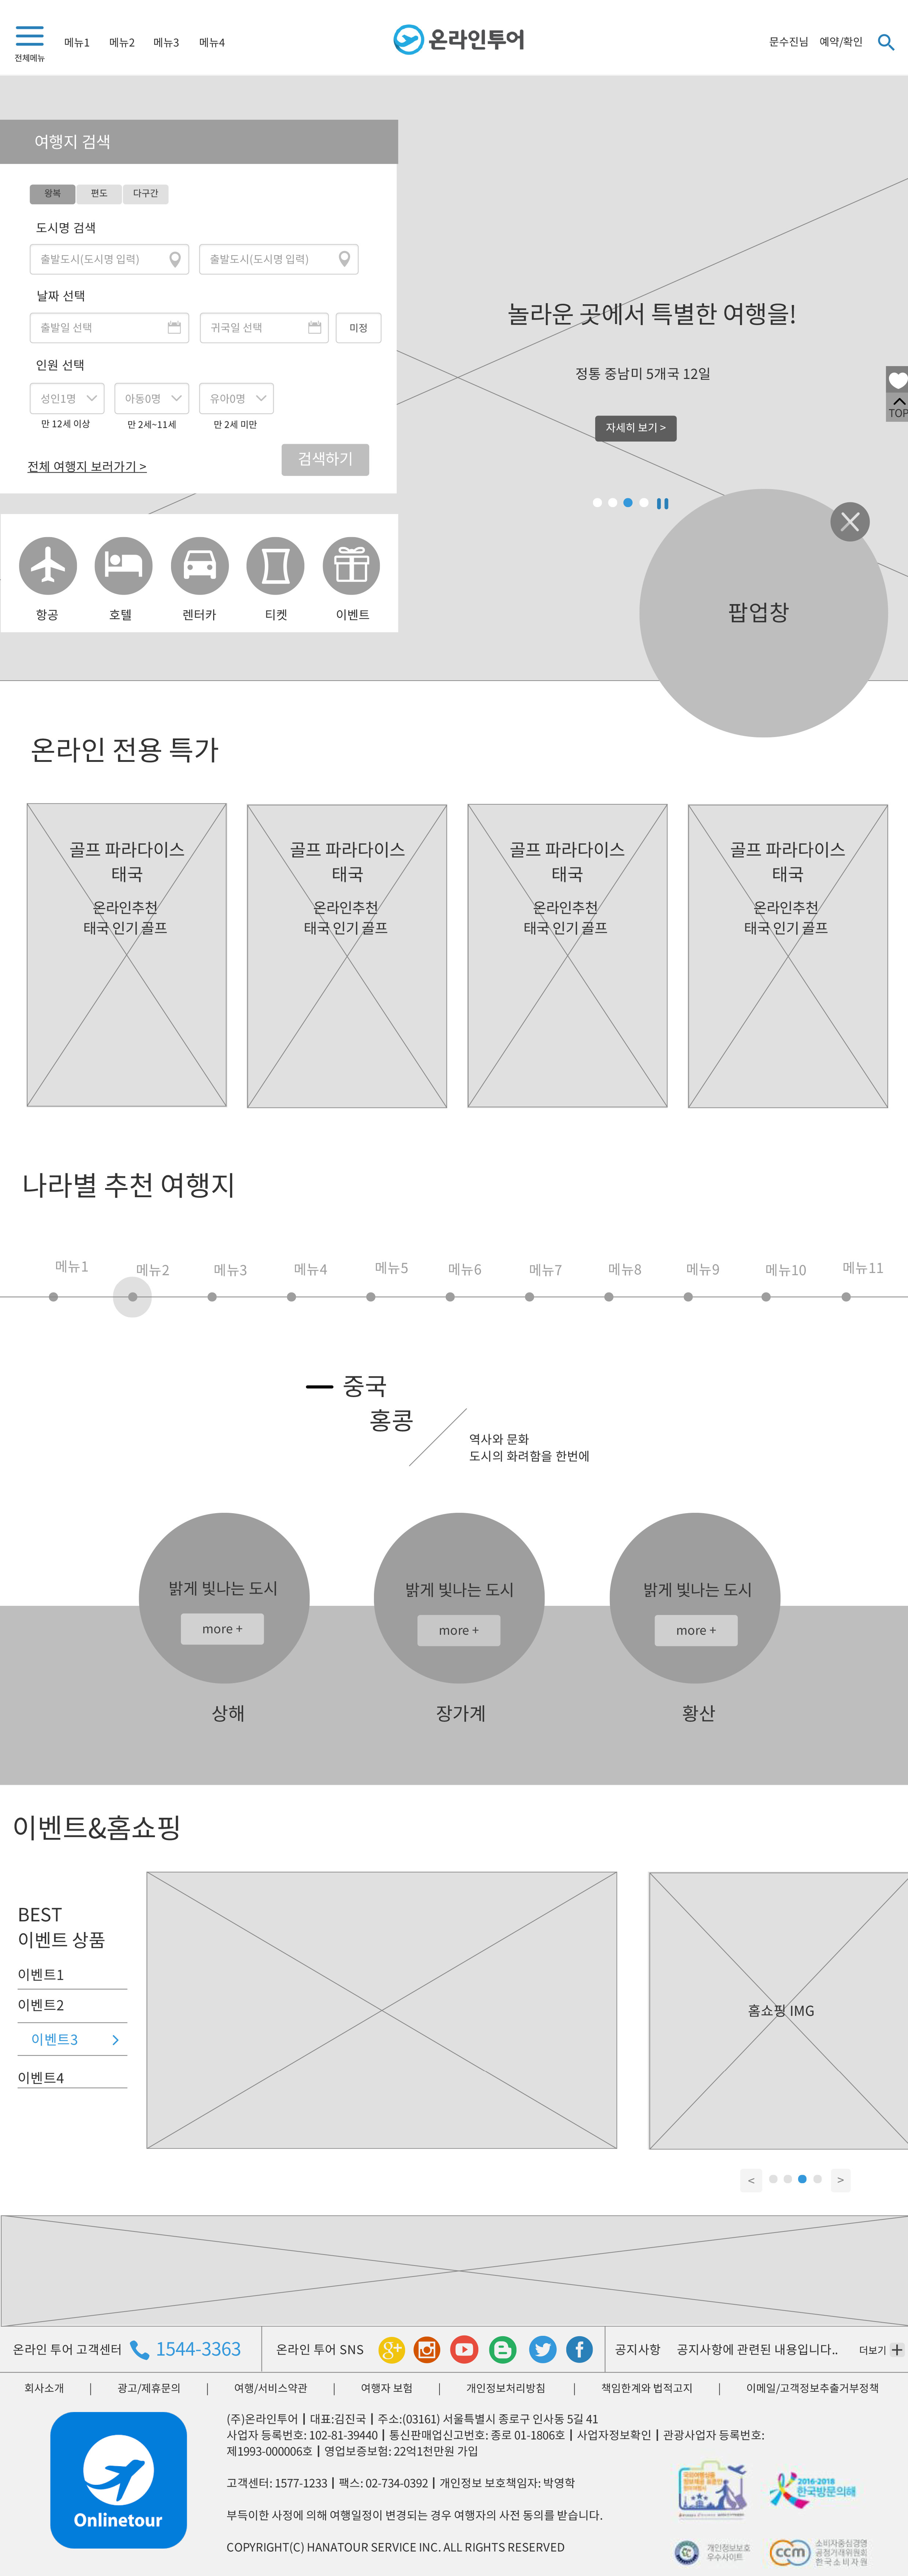 전체메뉴
메뉴1 메뉴2 메뉴3 메뉴4
온라인투어
문수진님 예약/확인
여행지 검색
왕복 편도 다구간
도시명 검색
출발도시(도시명 입력) 출발도시(도시명 입력)
날짜 선택
출발일 선택 귀국일 선택 미정
인원 선택
성인1명 아동0명 유아0명
만 12세 이상 만 2세~11세 만 2세 미만
전체 여행지 보러가기 >
검색하기
놀라운 곳에서 특별한 여행을!
정통 중남미 5개국 12일
자세히 보기 >
TOP
팝업창
항공 호텔 렌터카 티켓 이벤트
온라인 전용 특가
골프 파라다이스 골프 파라다이스 골프 파라다이스 골프 파라다이스
태국 태국 태국 태국
온라인추천 온라인추천 온라인추천 온라인추천
태국 인기 골프 태국 인기 골프 태국 인기 골프 태국 인기 골프
나라별 추천 여행지
메뉴1 메뉴2 메뉴3 메뉴4 메뉴5 메뉴6 메뉴7 메뉴8 메뉴9 메뉴10 메뉴11
중국
홍콩
역사와 문화
도시의 화려함을 한번에
밝게 빛나는 도시 밝게 빛나는 도시 밝게 빛나는 도시
more + more + more +
상해 장가계 황산
이벤트&홈쇼핑
BEST
이벤트 상품
이벤트1
이벤트2
이벤트3 >
이벤트4
홈쇼핑 IMG
< >
온라인 투어 고객센터 1544-3363 온라인 투어 SNS 공지사항 공지사항에 관련된 내용입니다.. 더보기 +
회사소개 | 광고/제휴문의 | 여행/서비스약관 | 여행자 보험 | 개인정보처리방침 | 책임한계와 법적고지 | 이메일/고객정보추출거부정책
Onlinetour
(주)온라인투어 | 대표:김진국 | 주소:(03161) 서울특별시 종로구 인사동 5길 41
사업자 등록번호: 102-81-39440 | 통신판매업신고번호: 종로 01-1806호 | 사업자정보확인 | 관광사업자 등록번호:
제1993-000006호 | 영업보증보험: 22억1천만원 가입
고객센터: 1577-1233 | 팩스: 02-734-0392 | 개인정보 보호책임자: 박영학
부득이한 사정에 의해 여행일정이 변경되는 경우 여행자의 사전 동의를 받습니다.
COPYRIGHT(C) HANATOUR SERVICE INC. ALL RIGHTS RESERVED
2016-2018
한국방문의해
개인정보보호
우수사이트
ccm
소비자중심경영
공정거래위원회
한국소비자원